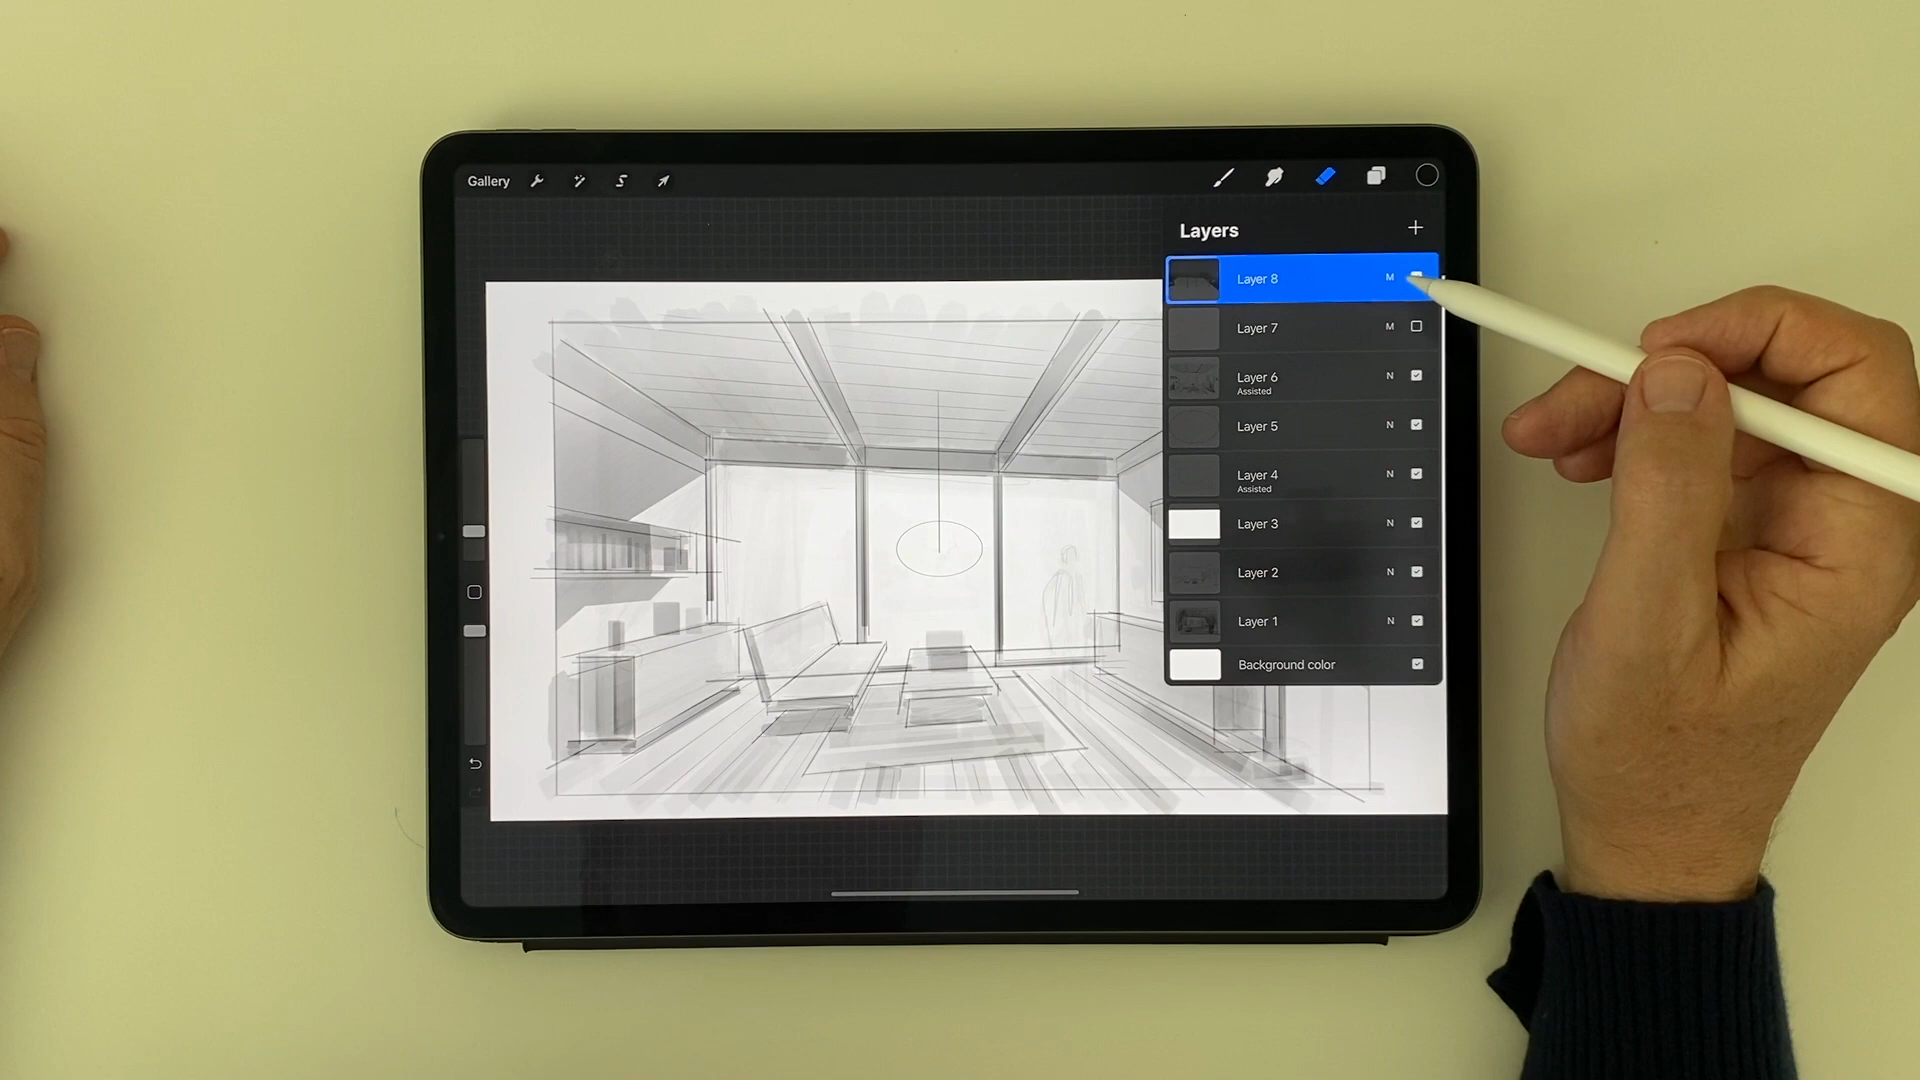 Gallery
Layers
Layer 8 M
Layer 7 M
Layer 6 N
Assisted
Layer 5 N
Layer 4 N
Assisted
Layer 3 N
Layer 2 N
Layer 1 N
Background color